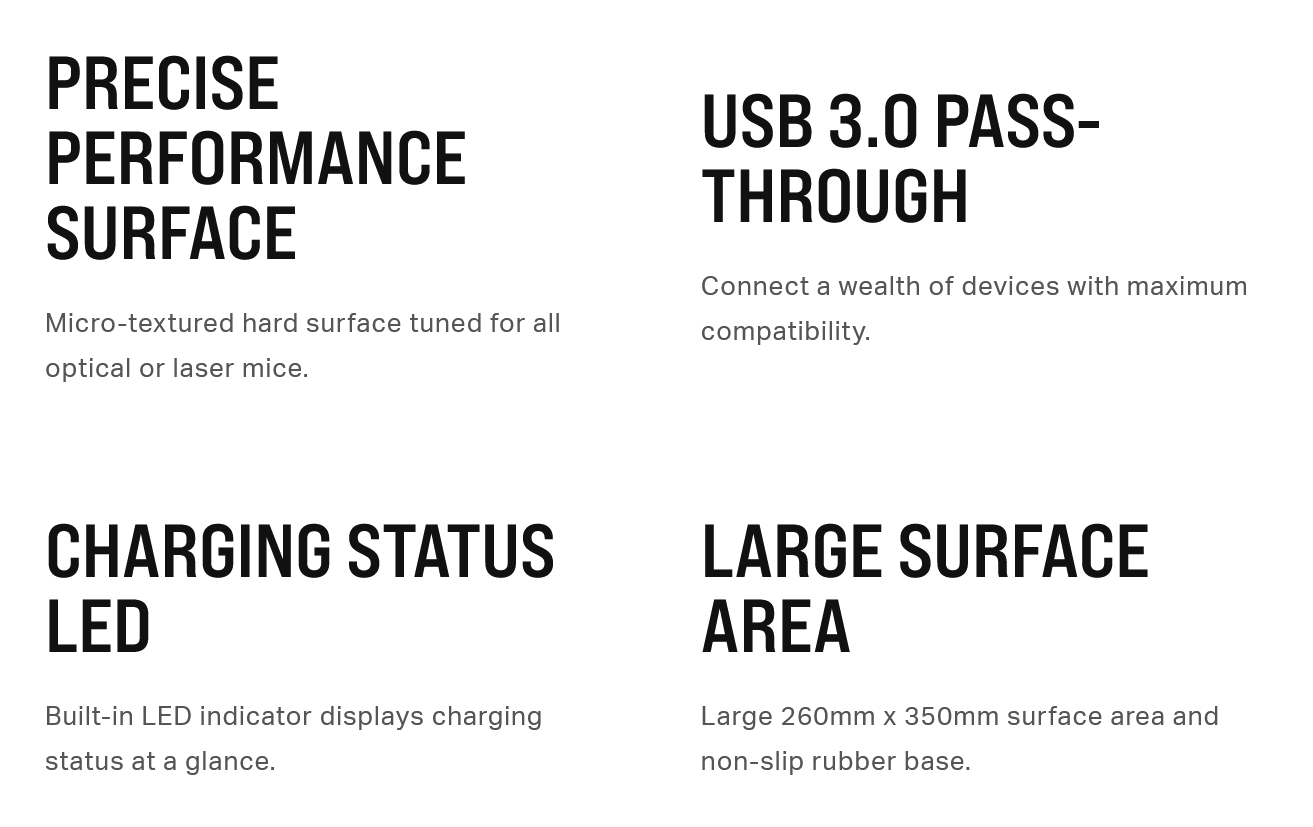 PRECISE
PERFORMANCE
SURFACE
Micro-textured hard surface tuned for all
optical or laser mice.
USB 3.0 PASS-
THROUGH
Connect a wealth of devices with maximum
compatibility.
CHARGING STATUS
LED
Built-in LED indicator displays charging
status at a glance.
LARGE SURFACE
AREA
Large 260mm x 350mm surface area and
non-slip rubber base.